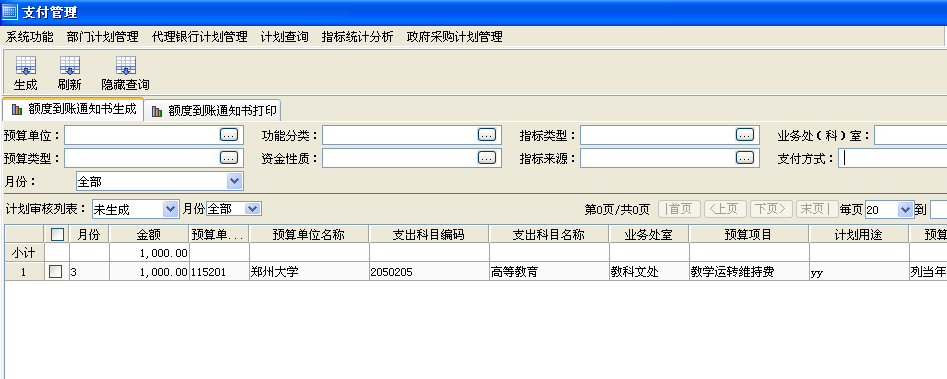 支付管理
系统功能 部门计划管理 代理银行计划管理 计划查询 指标统计分析 政府采购计划管理
生成 刷新 隐藏查询
额度到账通知书生成 额度到账通知书打印
预算单位： ... 功能分类： ... 指标类型： ... 业务处（科）室：
预算类型： ... 资金性质： ... 指标来源： ... 支付方式：
月份： 全部
计划审核列表： 未生成 月份 全部 第0页/共0页 |首页 <上页 下页> 末页| 每页 20 到
月份 金额 预算单... 预算单位名称 支出科目编码 支出科目名称 业务处室 预算项目 计划用途 预算
小计 1,000.00
1 3 1,000.00 115201 郑州大学 2050205 高等教育 教科文处 教学运转维持费 yy 列当年